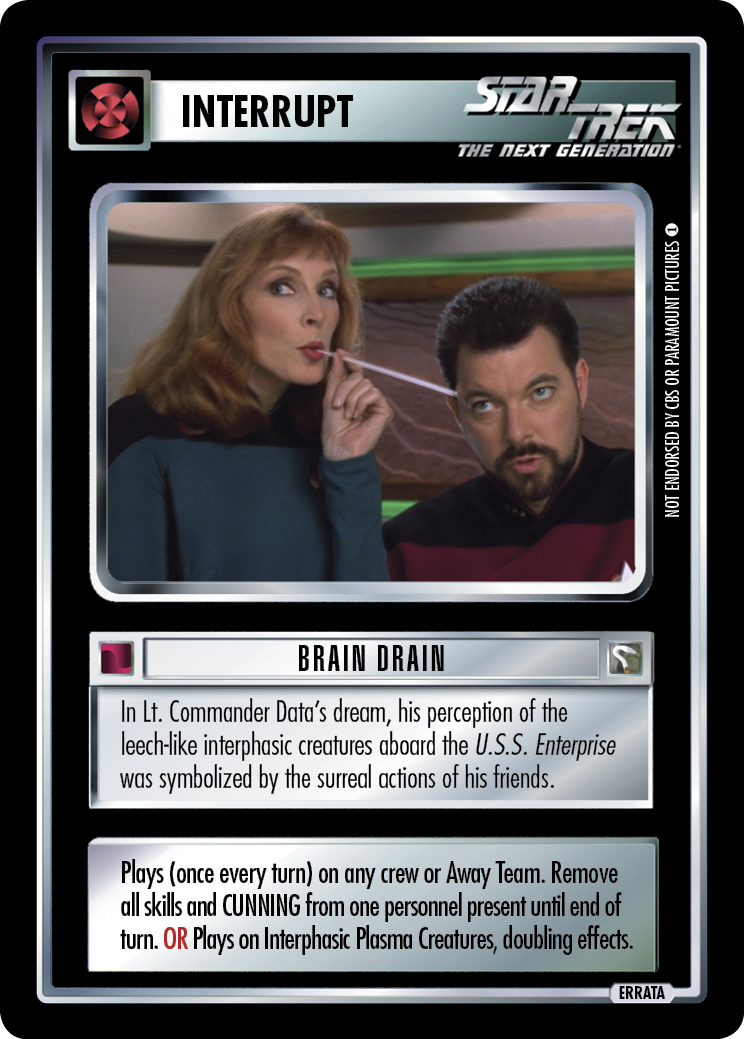 INTERRUPT
STAR TREK
THE NEXT GENERATION
NOT ENDORSED BY CBS OR PARAMOUNT PICTURES 1
BRAIN DRAIN
In Lt. Commander Data's dream, his perception of the
leech-like interphasic creatures aboard the U.S.S. Enterprise
was symbolized by the surreal actions of his friends.
Plays (once every turn) on any crew or Away Team. Remove
all skills and CUNNING from one personnel present until end of
turn. OR Plays on Interphasic Plasma Creatures, doubling effects.
ERRATA